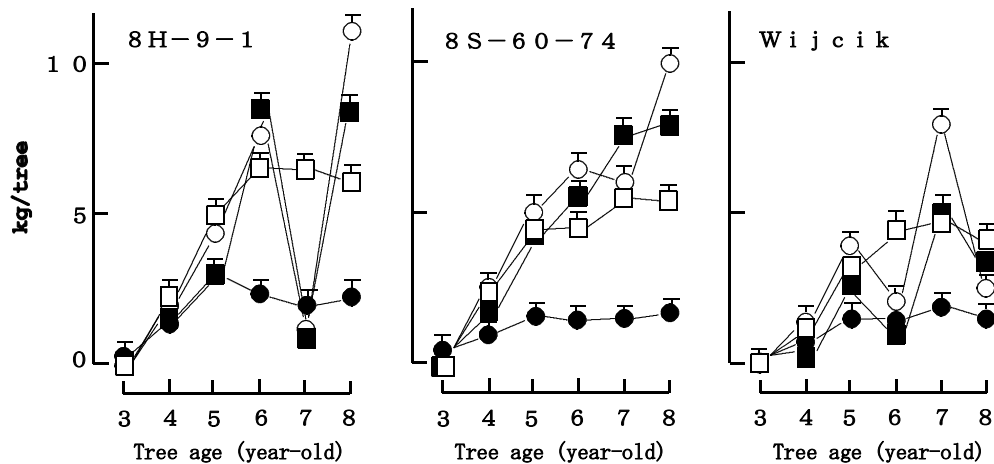 8H-9-1
8S-60-74
Wijcik
10
5
0
kg/tree
3 4 5 6 7 8
3 4 5 6 7 8
3 4 5 6 7 8
Tree age (year-old)
Tree age (year-old)
Tree age (year-old)